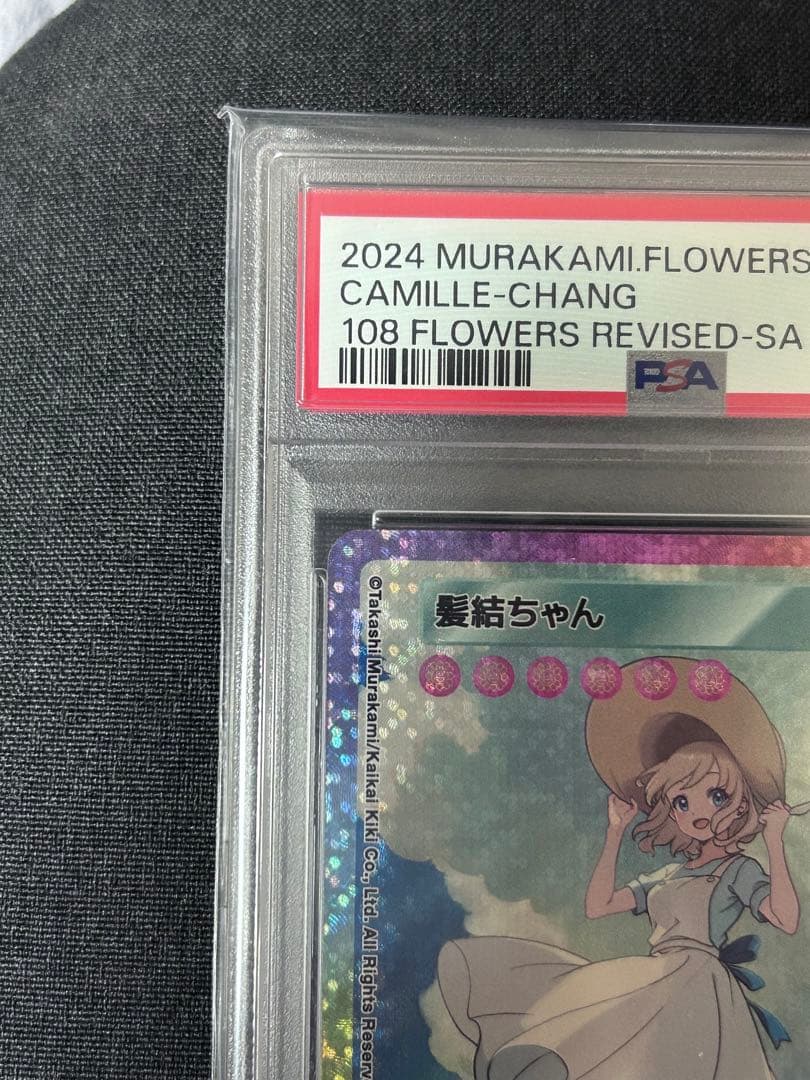 2024 MURAKAMI.FLOWERS
CAMILLE-CHANG
108 FLOWERS REVISED-SA
PSA
髪結ちゃん
©Takashi Murakami/Kaikai Kiki Co., Ltd. All Rights Reserv